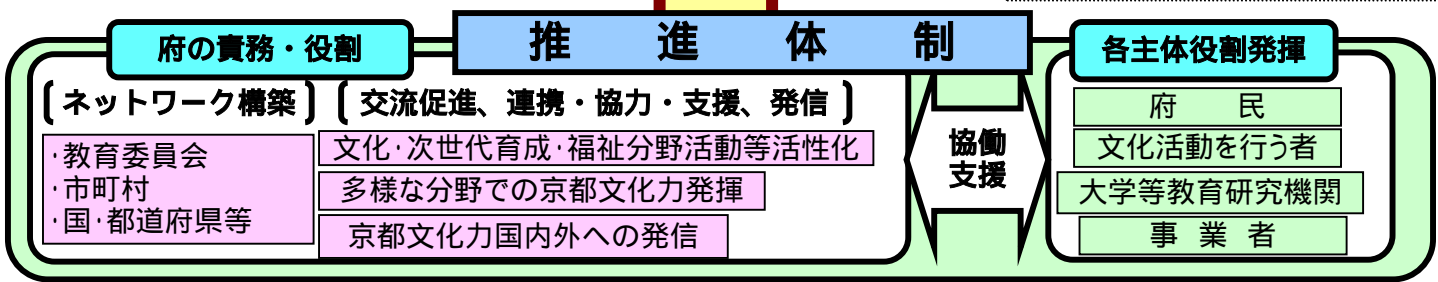 推進体制
府の責務・役割
〔ネットワーク構築〕〔交流促進、連携・協力・支援、発信〕
・教育委員会
・市町村
・国・都道府県等
文化・次世代育成・福祉分野活動等活性化
多様な分野での京都文化力発揮
京都文化力国内外への発信
協働
支援
各主体役割発揮
府民
文化活動を行う者
大学等教育研究機関
事業者